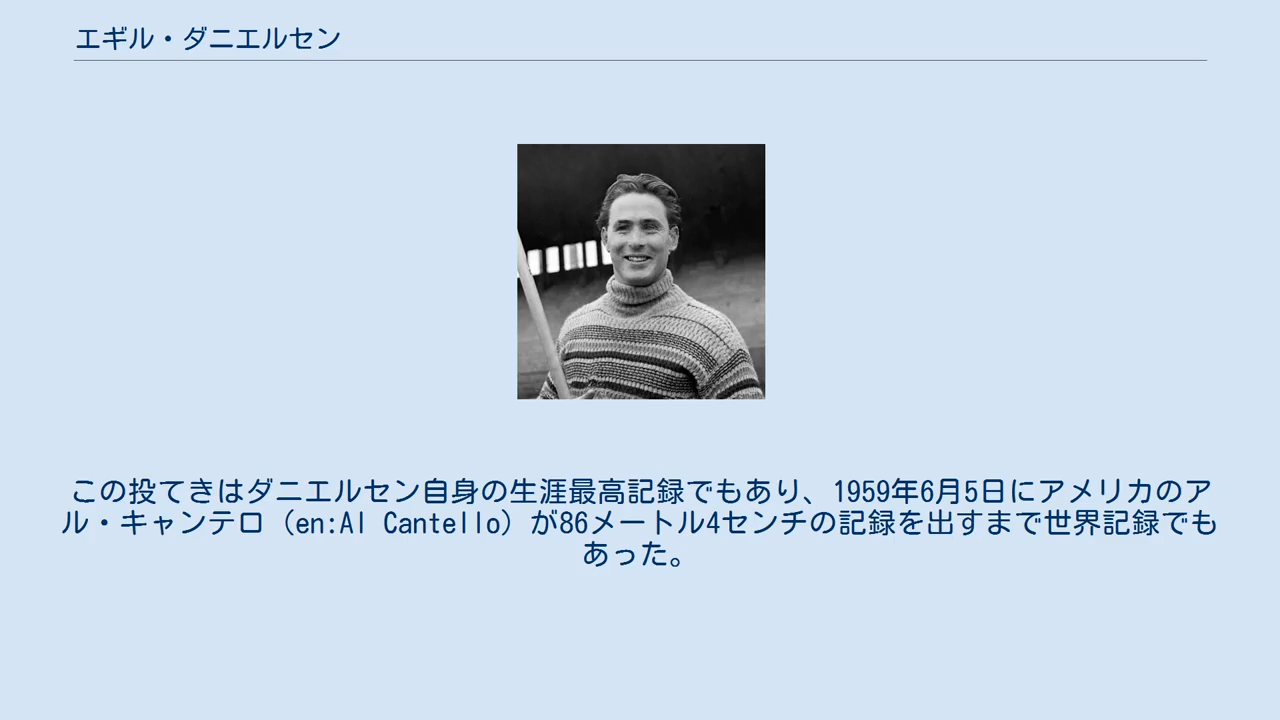 エギル・ダニエルセン
この投てきはダニエルセン自身の生涯最高記録でもあり、1959年6月5日にアメリカのア
ル・キャンテロ（en:Al Cantello）が86メートル4センチの記録を出すまで世界記録でも
あった。